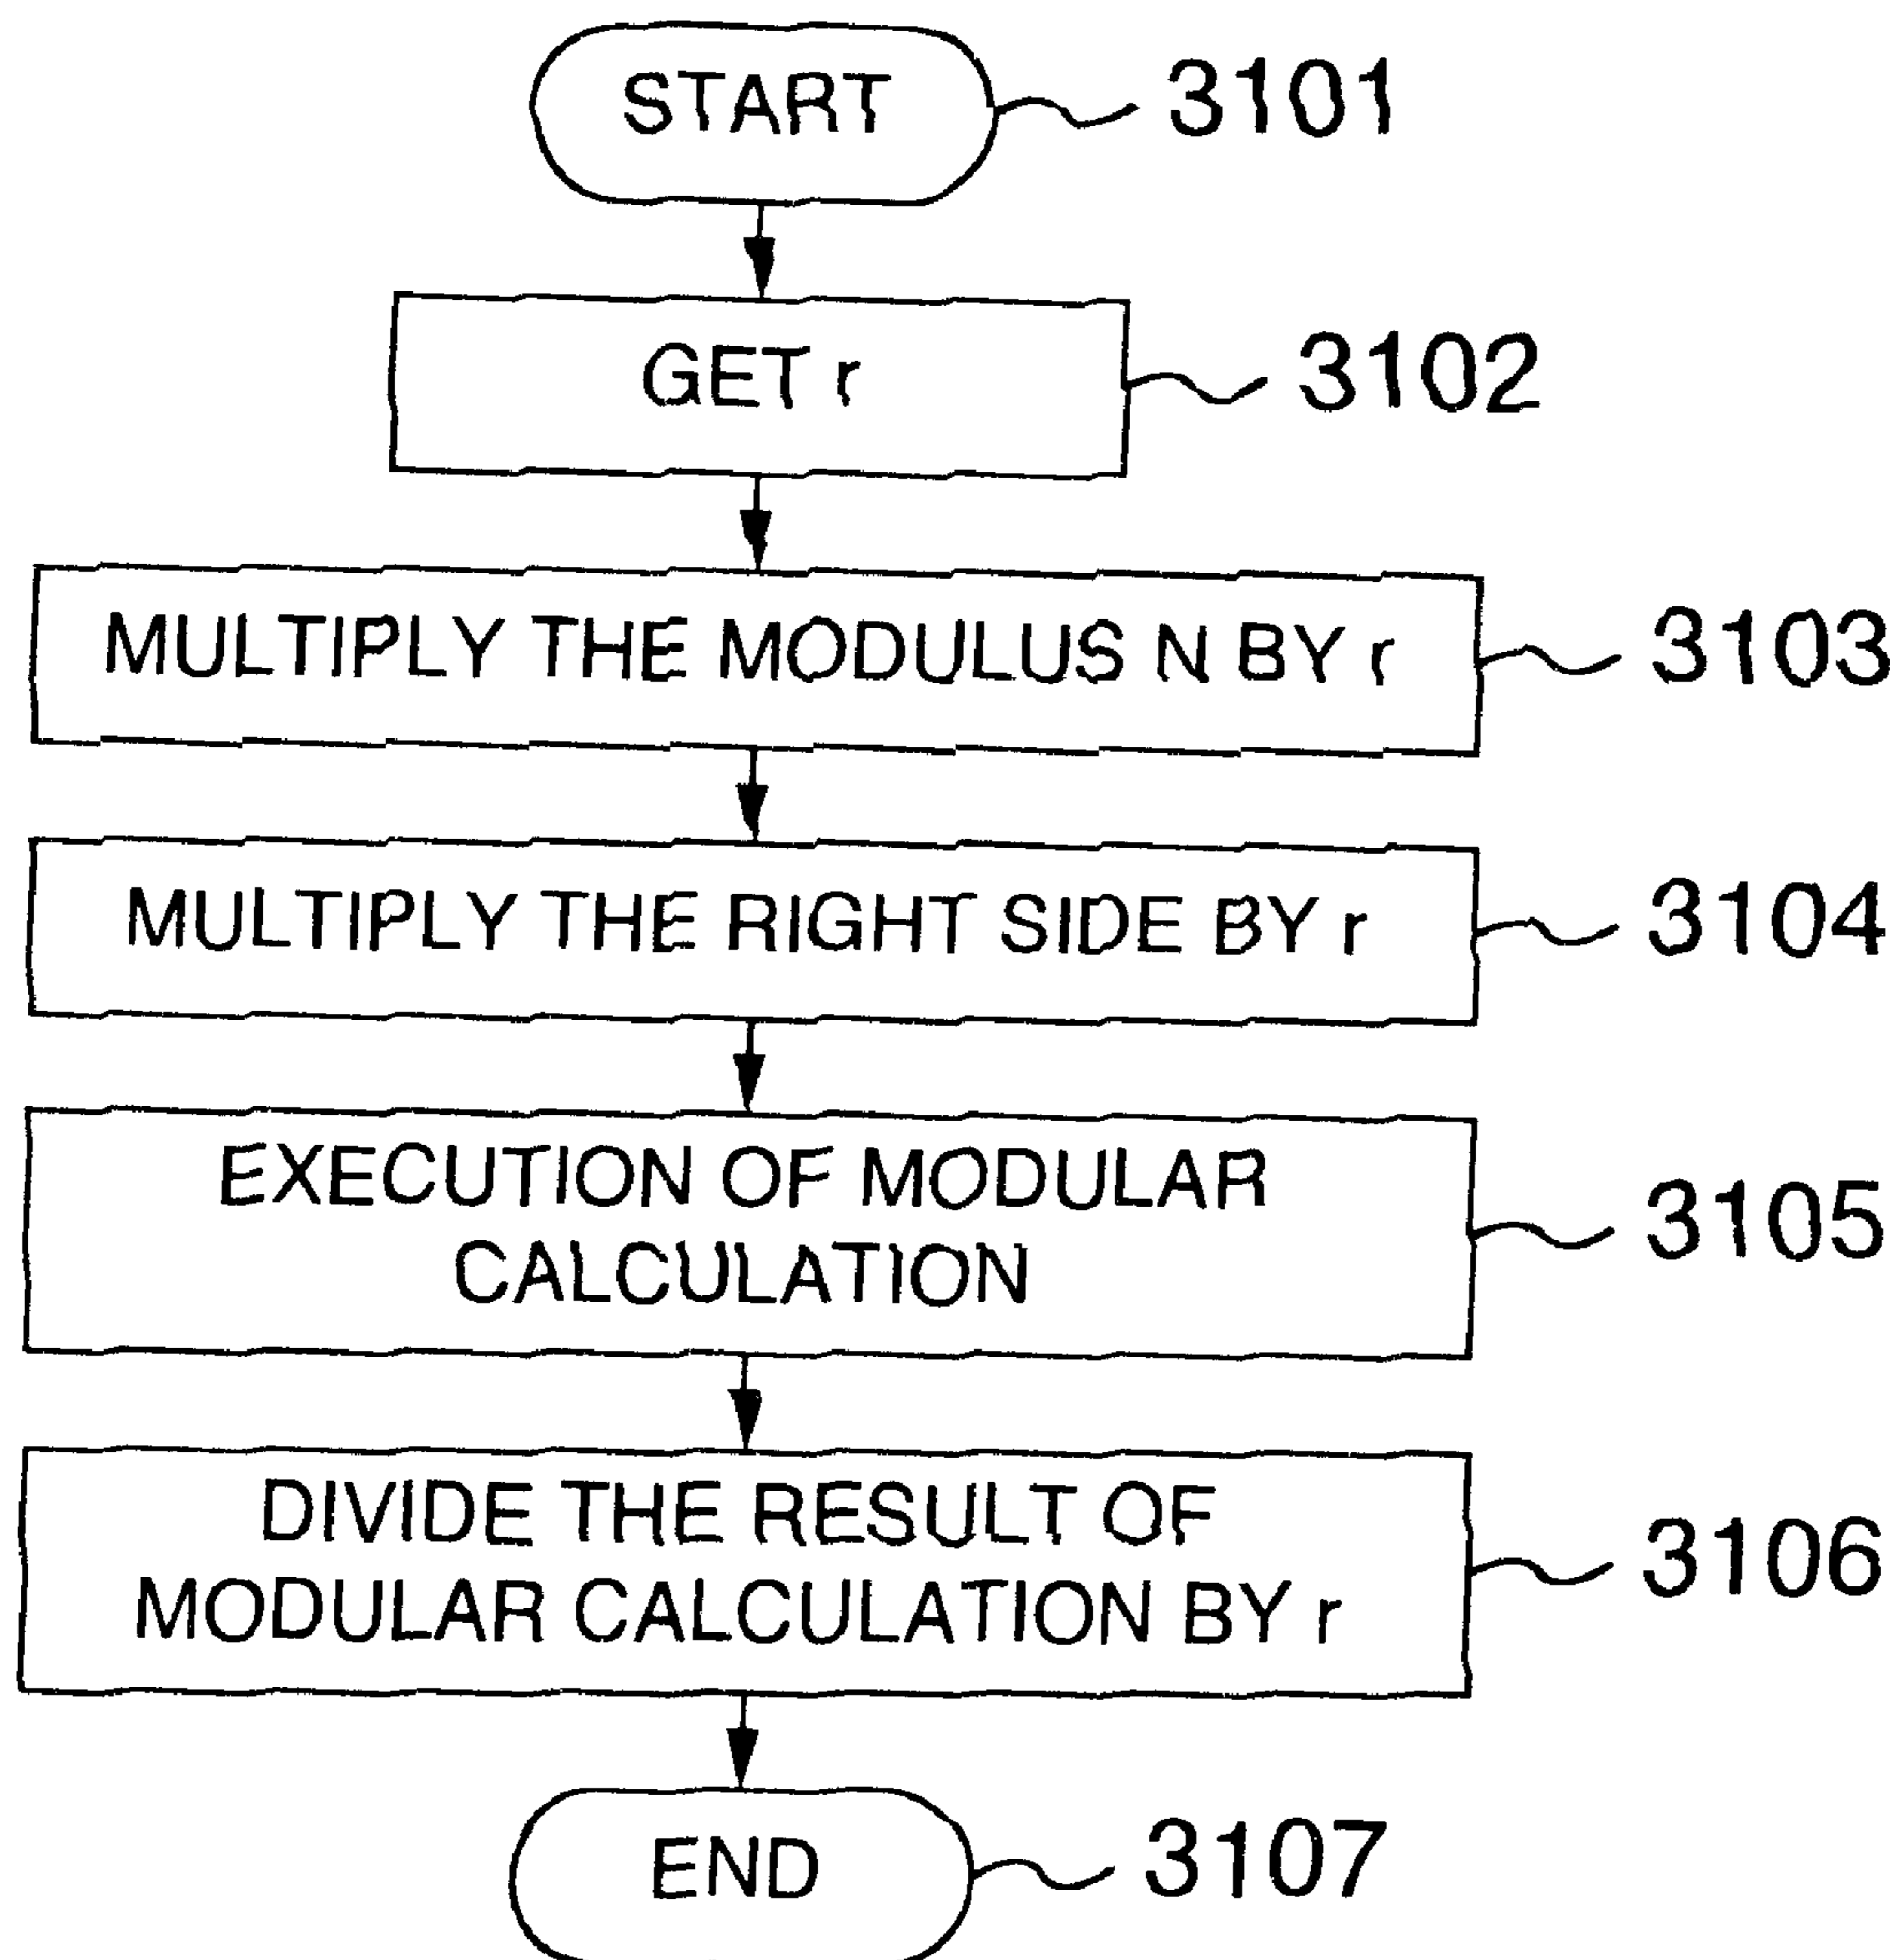 START
3101
GET r
3102
MULTIPLY THE MODULUS N BY r
3103
MULTIPLY THE RIGHT SIDE BY r
3104
EXECUTION OF MODULAR
CALCULATION
3105
DIVIDE THE RESULT OF
MODULAR CALCULATION BY r
3106
END
3107